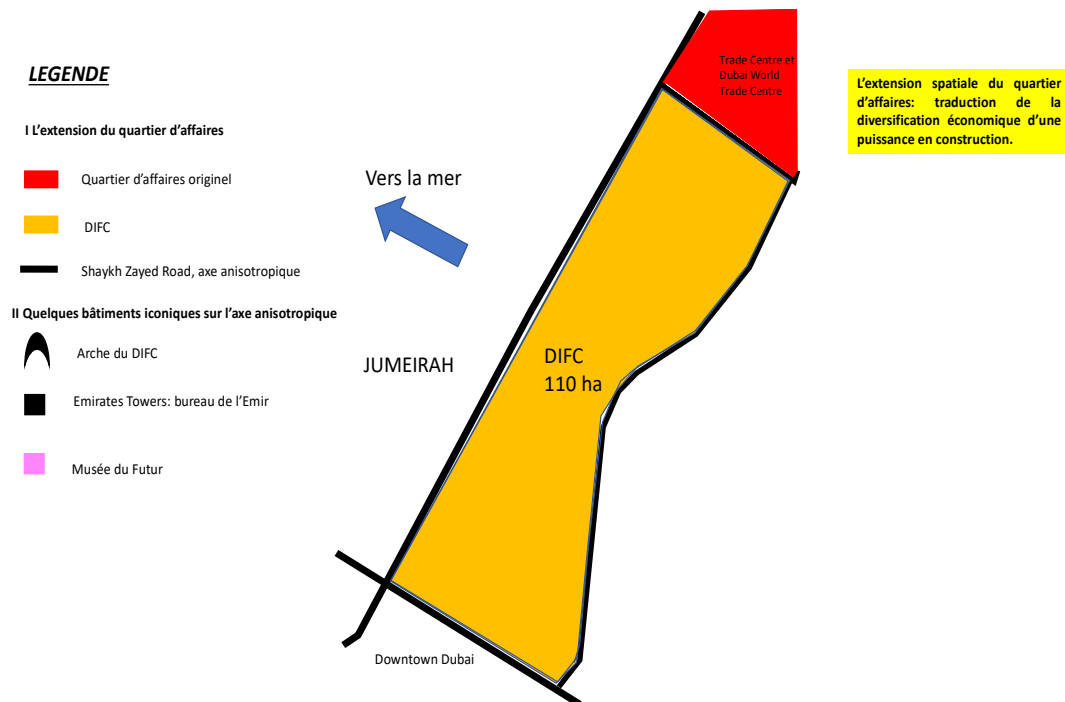 LEGENDE
I L'extension du quartier d'affaires
Quartier d'affaires originel
DIFC
Shaykh Zayed Road, axe anisotropique
II Quelques bâtiments iconiques sur l'axe anisotropique
Arche du DIFC
Emirates Towers: bureau de l'Emir
Musée du Futur
Vers la mer
JUMEIRAH
DIFC
110 ha
Downtown Dubai
Trade Centre et
Dubai World
Trade Centre
L'extension spatiale du quartier
d'affaires: traduction de la
diversification économique d'une
puissance en construction.